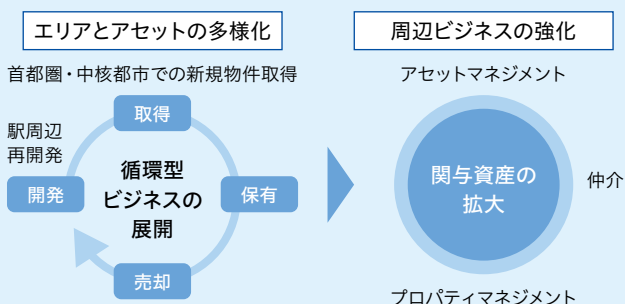 エリアとアセットの多様化
首都圏・中核都市での新規物件取得
取得
駅周辺
再開発
開発
循環型
ビジネスの
展開
保有
売却
周辺ビジネスの強化
アセットマネジメント
関与資産の
拡大
仲介
プロパティマネジメント